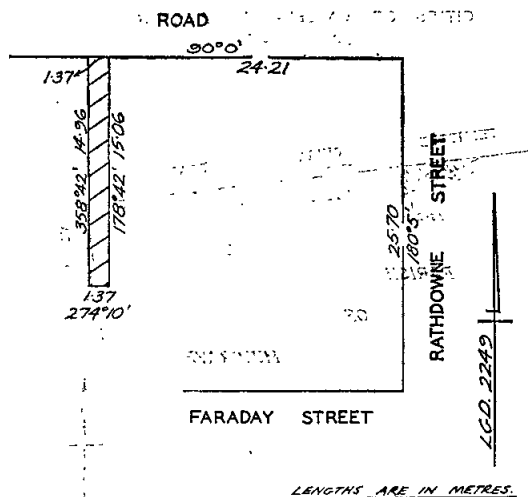 ROAD
90°0'
24·21
1·37
358°42' 14·96
178°42' 15·06
25·70
180°5'
RATHDOWNE STREET
1·37
274°10'
FARADAY STREET
LGD. 2249
LENGTHS ARE IN METRES.